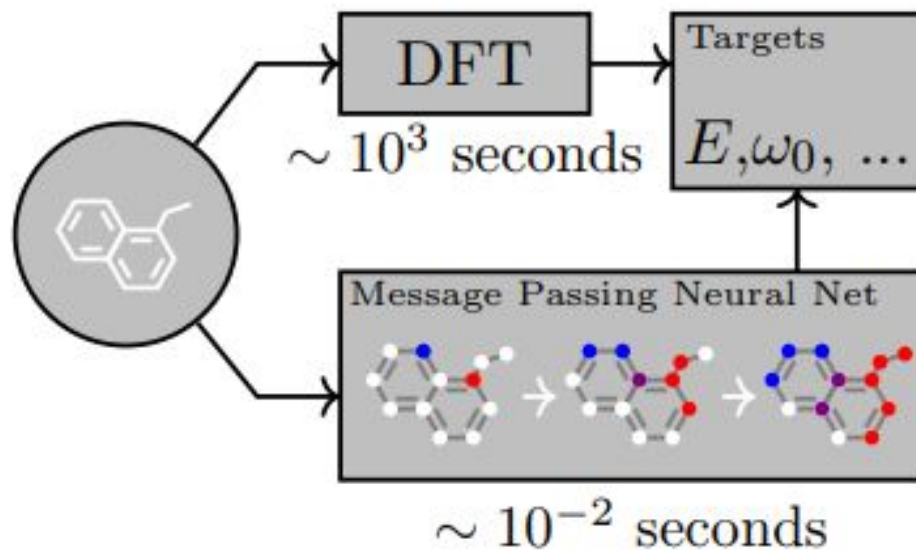 DFT
∼ 10³ seconds
Targets
E,ω₀, ...
Message Passing Neural Net
∼ 10⁻² seconds